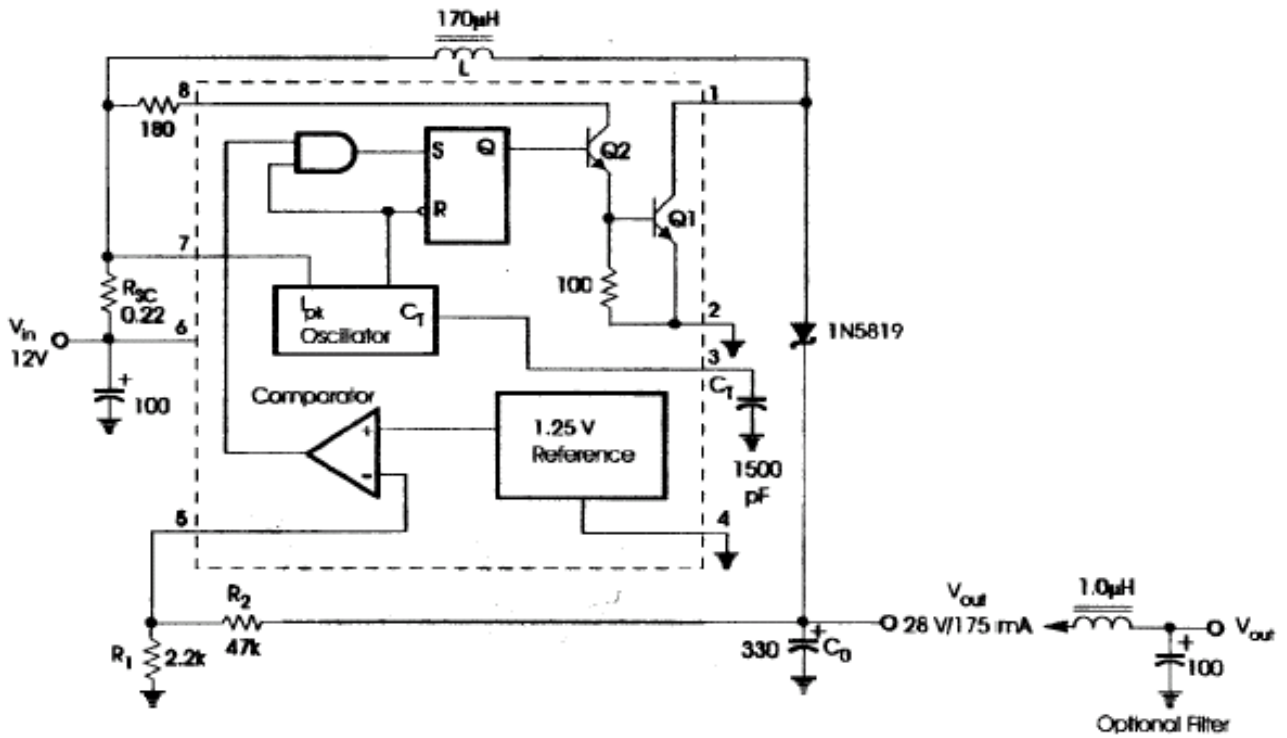 170μH
L
8
1
180
S
Q
Q2
R
Q1
7
RSC
0.22
100
Ipk
CT
Oscillator
2
Vin
12V
6
1N5819
3
CT
100
Comparator
+
+
-
1.25 V
Reference
1500
pF
5
4
R2
47k
R1
2.2k
Vout
28 V/175 mA
1.0μH
Vout
330
+
CO
+
100
Optional Filter